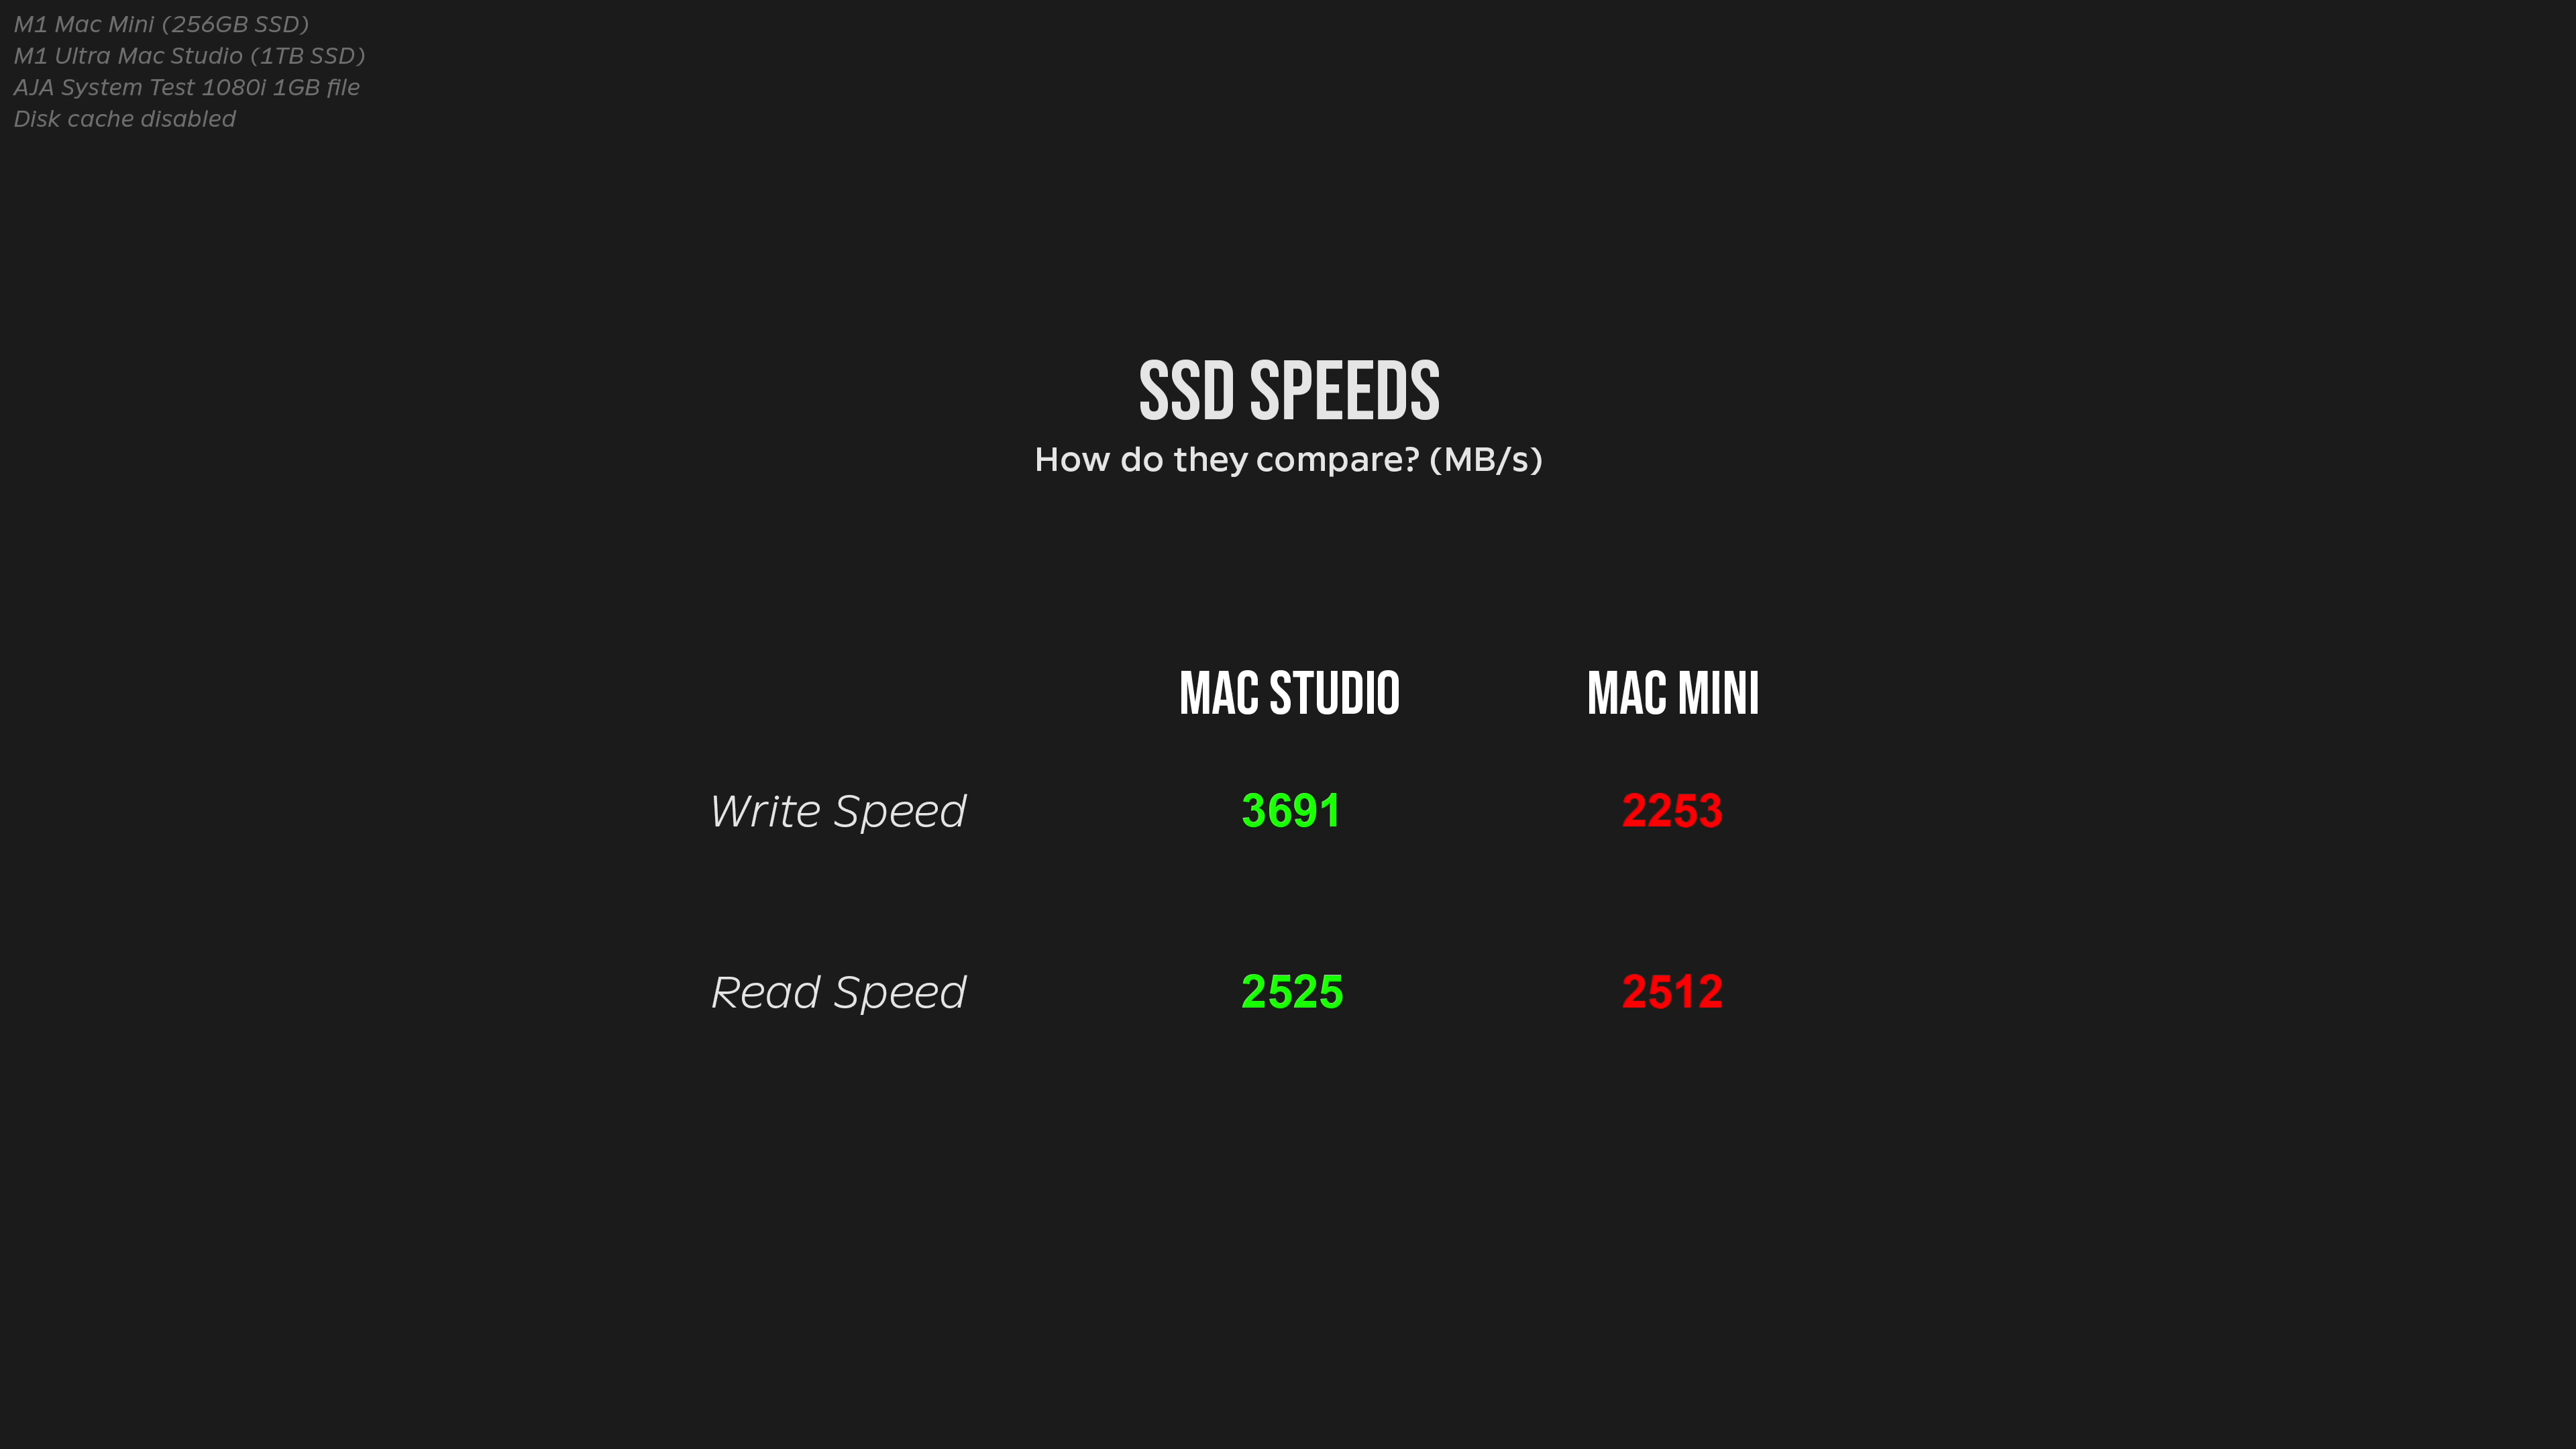 M1 Mac Mini (256GB SSD)
M1 Ultra Mac Studio (1TB SSD)
AJA System Test 1080i 1GB file
Disk cache disabled
SSD SPEEDS
How do they compare? (MB/s)
MAC STUDIO MAC MINI
Write Speed 3691 2253
Read Speed 2525 2512